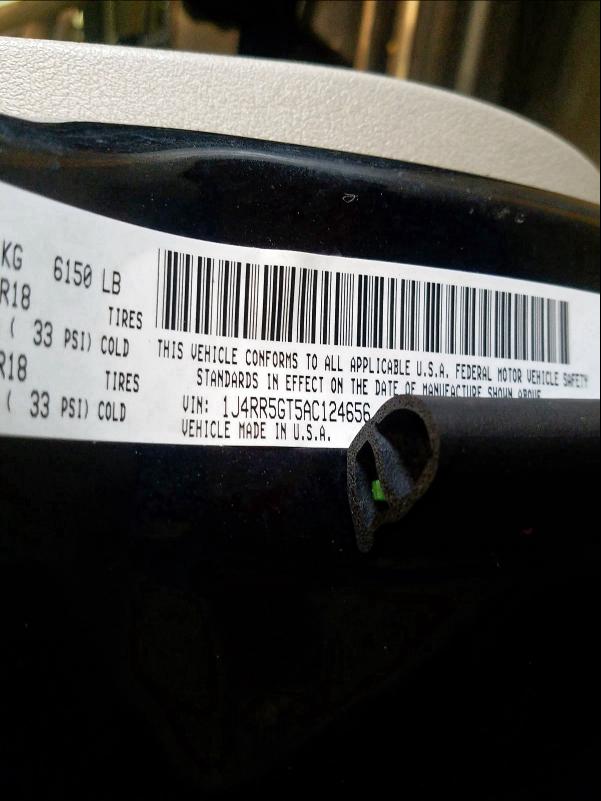 KG 6150 LB
R18 TIRES
( 33 PSI) COLD
R18 TIRES
( 33 PSI) COLD
THIS VEHICLE CONFORMS TO ALL APPLICABLE U.S.A. FEDERAL MOTOR VEHICLE SAFETY
STANDARDS IN EFFECT ON THE DATE OF MANUFACTURE SHOWN ABOVE
VIN: 1J4RR5GT5AC124656
VEHICLE MADE IN U.S.A.